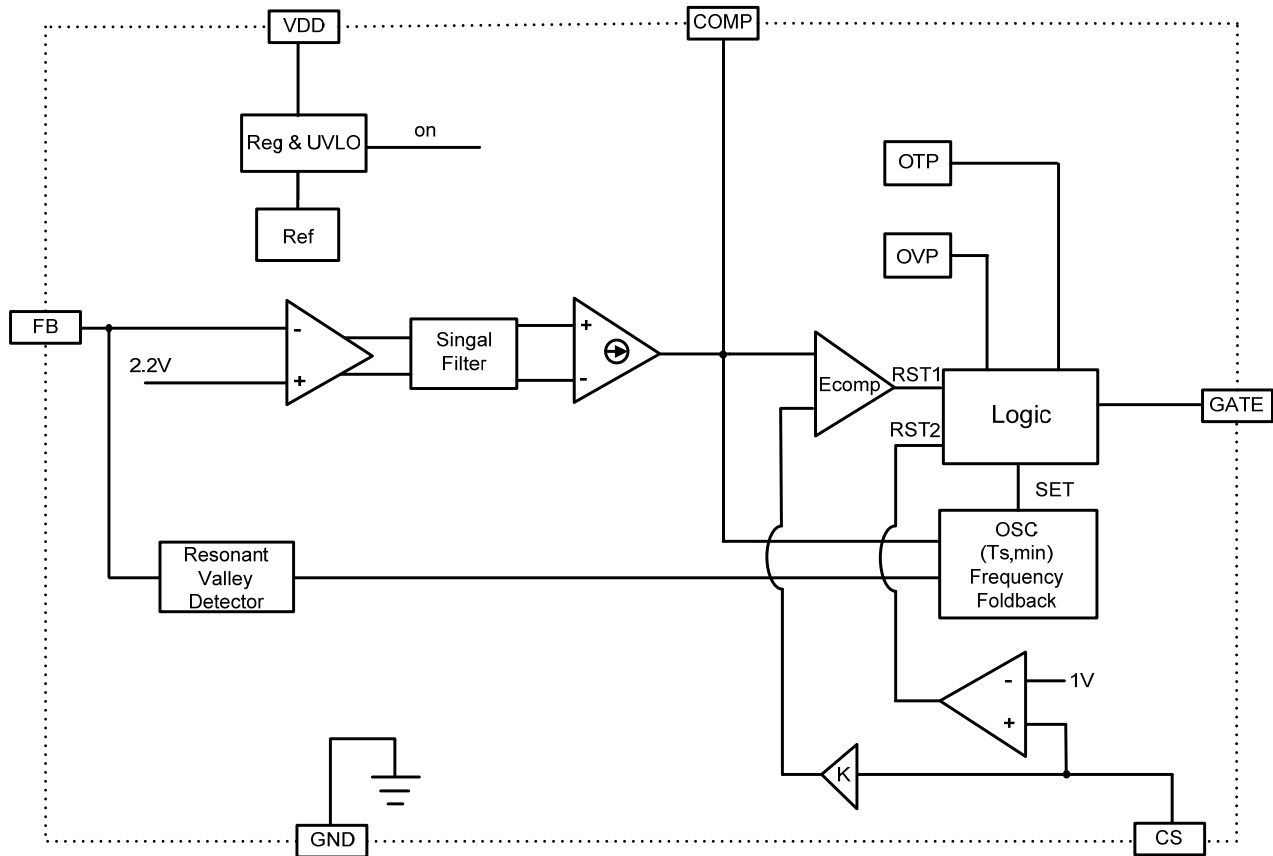 VDD
COMP
Reg & UVLO
on
OTP
Ref
OVP
FB
-
2.2V
+
Singal
Filter
+
-
Ecomp
RST1
RST2
Logic
GATE
SET
Resonant
Valley
Detector
OSC
(Ts,min)
Frequency
Foldback
-
1V
+
K
GND
CS